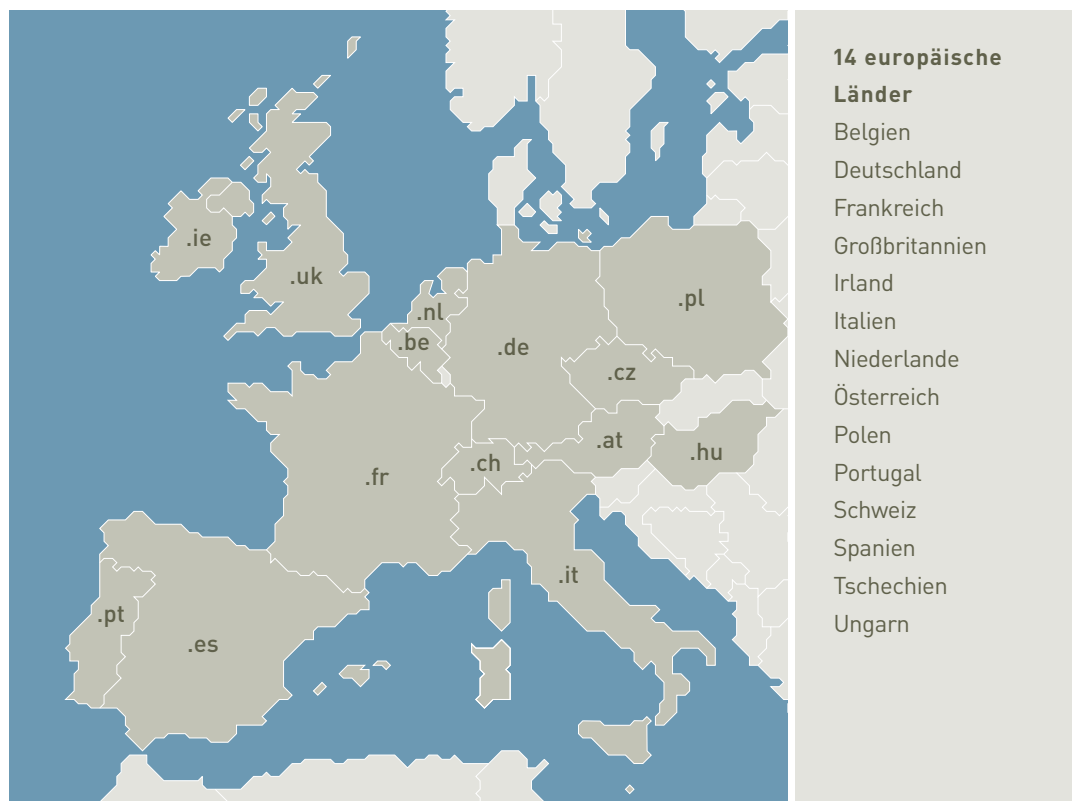 .ie
.uk
.nl
.be
.de
.pl
.cz
.at
.hu
.ch
.fr
.it
.pt
.es
14 europäische
Länder
Belgien
Deutschland
Frankreich
Großbritannien
Irland
Italien
Niederlande
Österreich
Polen
Portugal
Schweiz
Spanien
Tschechien
Ungarn